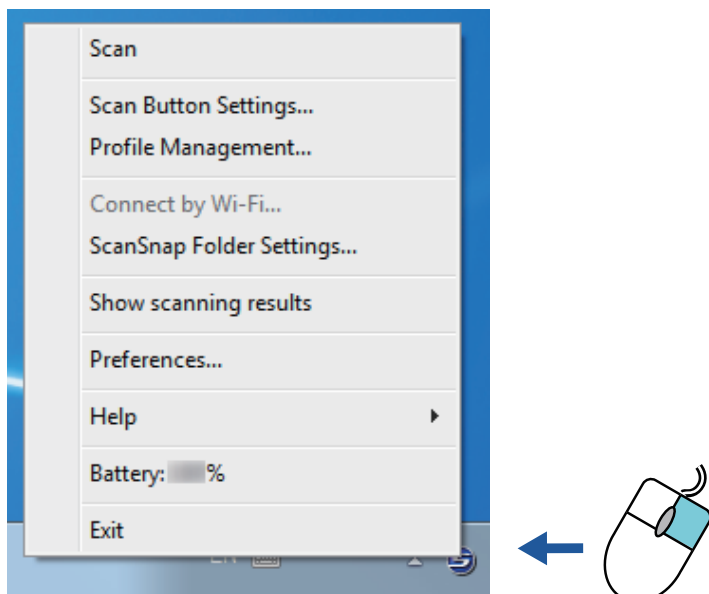 Scan
Scan Button Settings...
Profile Management...
Connect by Wi-Fi...
ScanSnap Folder Settings...
Show scanning results
Preferences...
Help
Battery: %
Exit